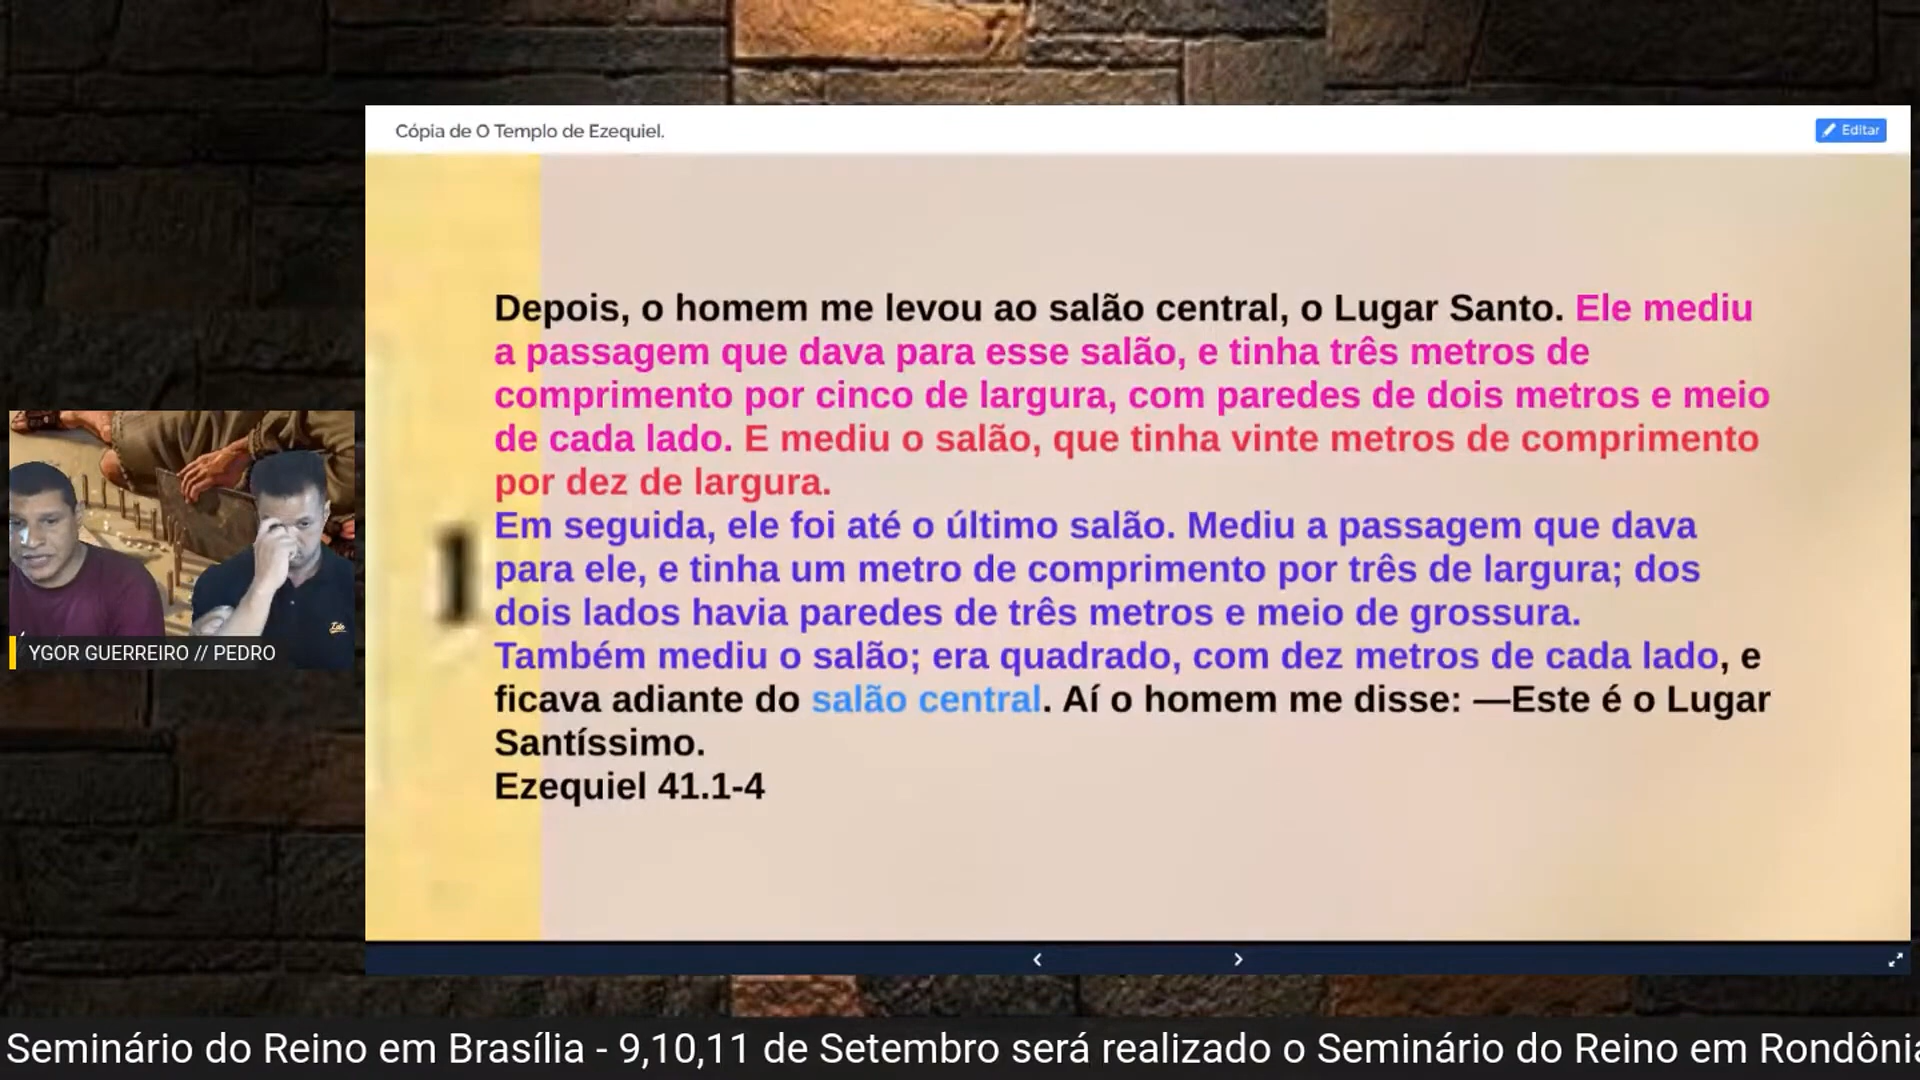 Cópia de O Templo de Ezequiel.
Editar
Depois, o homem me levou ao salão central, o Lugar Santo. Ele mediu
a passagem que dava para esse salão, e tinha três metros de
comprimento por cinco de largura, com paredes de dois metros e meio
de cada lado. E mediu o salão, que tinha vinte metros de comprimento
por dez de largura.
Em seguida, ele foi até o último salão. Mediu a passagem que dava
para ele, e tinha um metro de comprimento por três de largura; dos
dois lados havia paredes de três metros e meio de grossura.
Também mediu o salão; era quadrado, com dez metros de cada lado, e
ficava adiante do salão central. Aí o homem me disse: —Este é o Lugar
Santíssimo.
Ezequiel 41.1-4
YGOR GUERREIRO // PEDRO
Seminário do Reino em Brasília - 9,10,11 de Setembro será realizado o Seminário do Reino em Rondônia